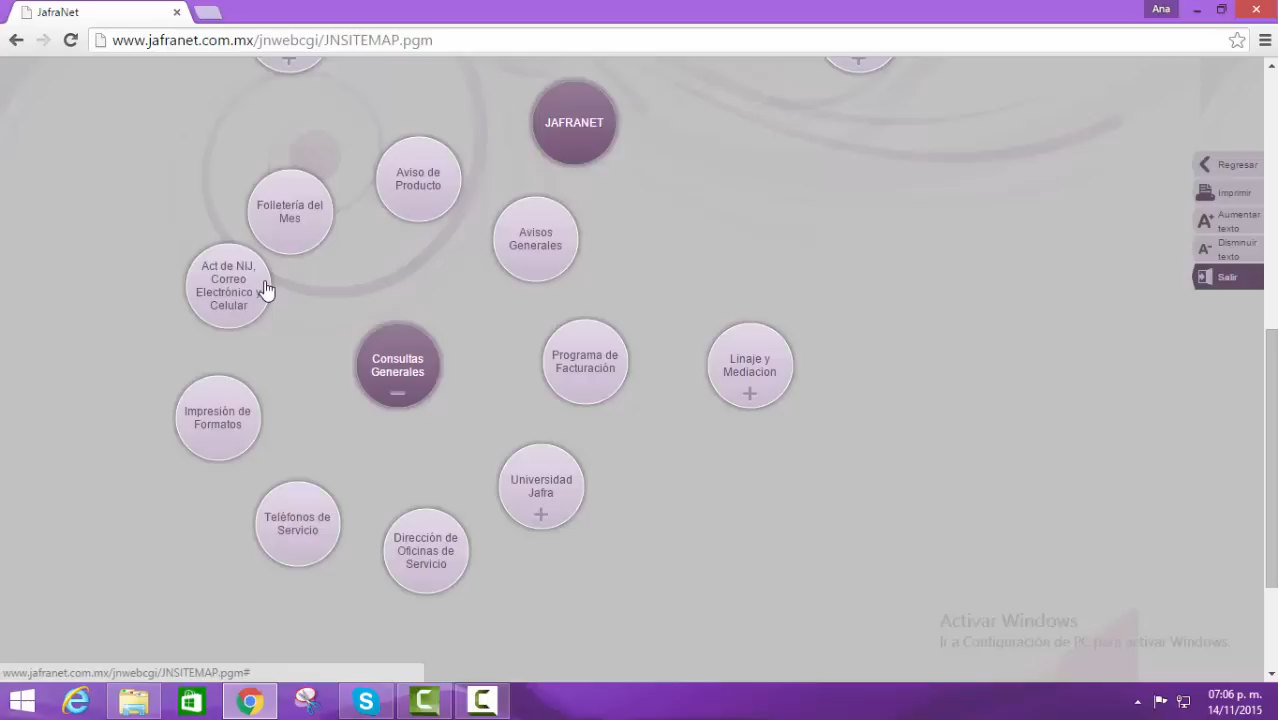 JafraNet
Ana
www.jafranet.com.mx/jnwebcgi/JNSITEMAP.pgm
JAFRANET
Aviso de
Producto
Folletería del
Mes
Avisos
Generales
Act de NIJ,
Correo
Electrónico y
Celular
Consultas
Generales
Programa de
Facturación
Linaje y
Mediacion
Impresión de
Formatos
Universidad
Jafra
Teléfonos de
Servicio
Dirección de
Oficinas de
Servicio
Regresar
Imprimir
Aumentar
texto
Disminuir
texto
Salir
Activar Windows
Ir a Configuración de PC para activar Windows.
www.jafranet.com.mx/jnwebcgi/JNSITEMAP.pgm#
07:06 p. m.
14/11/2015